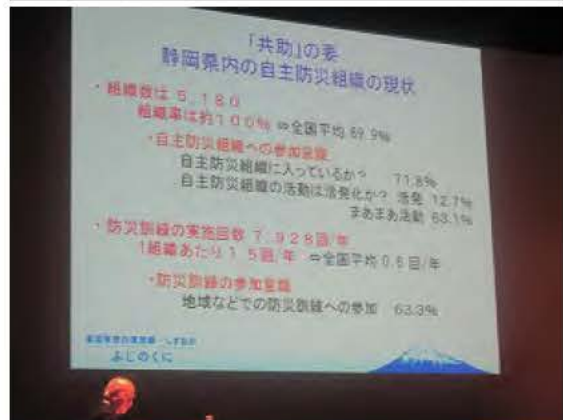 「共助」の要
静岡県内の自主防災組織の現状
・組織数は 5,180
組織率は約100% ⇔全国平均 69.9%
・自主防災組織への参加意識
自主防災組織に入っているか? 71.8%
自主防災組織の活動は活発化か? 活発 12.7%
まあまあ活動 63.1%
・防災訓練の実施回数 7,928回/年
1組織あたり15回/年 ⇔全国平均 0.6回/年
・防災訓練の参加意識
地域などでの防災訓練への参加 63.3%
ふじのくに